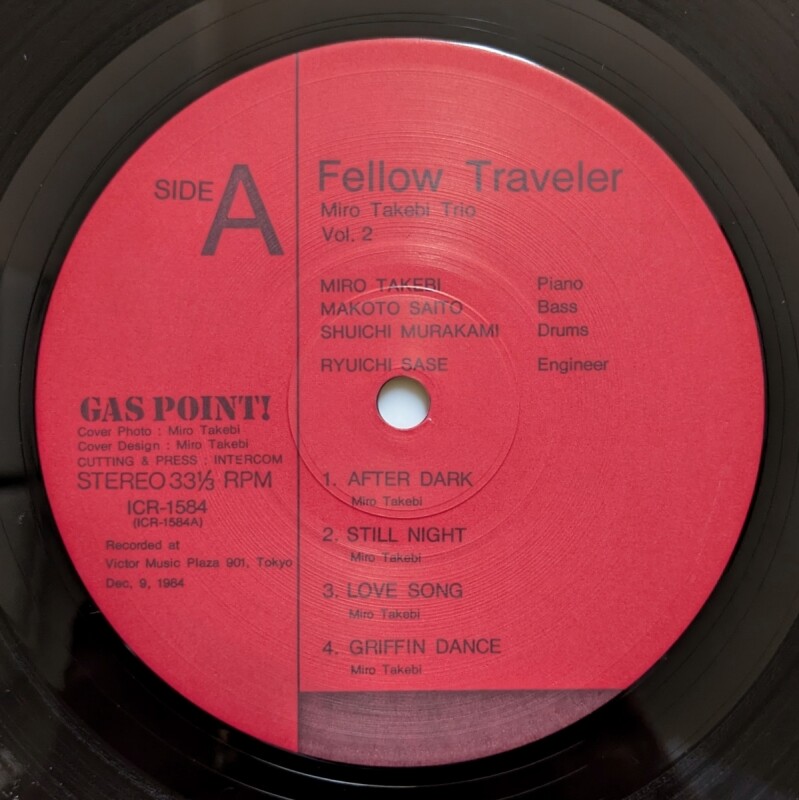 SIDE A
Fellow Traveler
Miro Takebi Trio
Vol. 2
MIRO TAKEBI Piano
MAKOTO SAITO Bass
SHUICHI MURAKAMI Drums
RYUICHI SASE Engineer
GAS POINT!
Cover Photo : Miro Takebi
Cover Design : Miro Takebi
CUTTING & PRESS : INTERCOM
STEREO 33⅓ RPM
ICR-1584
(ICR-1584A)
Recorded at
Victor Music Plaza 901, Tokyo
Dec, 9, 1984
1. AFTER DARK
Miro Takebi
2. STILL NIGHT
Miro Takebi
3. LOVE SONG
Miro Takebi
4. GRIFFIN DANCE
Miro Takebi